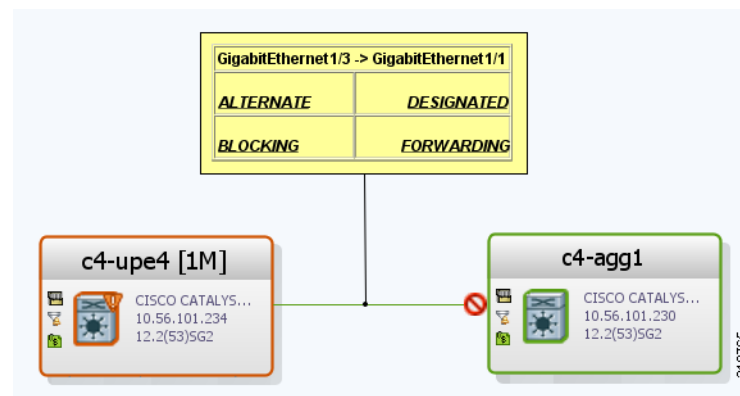 GigabitEthernet1/3 -> GigabitEthernet1/1
ALTERNATE DESIGNATED
BLOCKING FORWARDING
c4-upe4 [1M]
CISCO CATALYS...
10.56.101.234
12.2(53)SG2
c4-agg1
CISCO CATALYS...
10.56.101.230
12.2(53)SG2